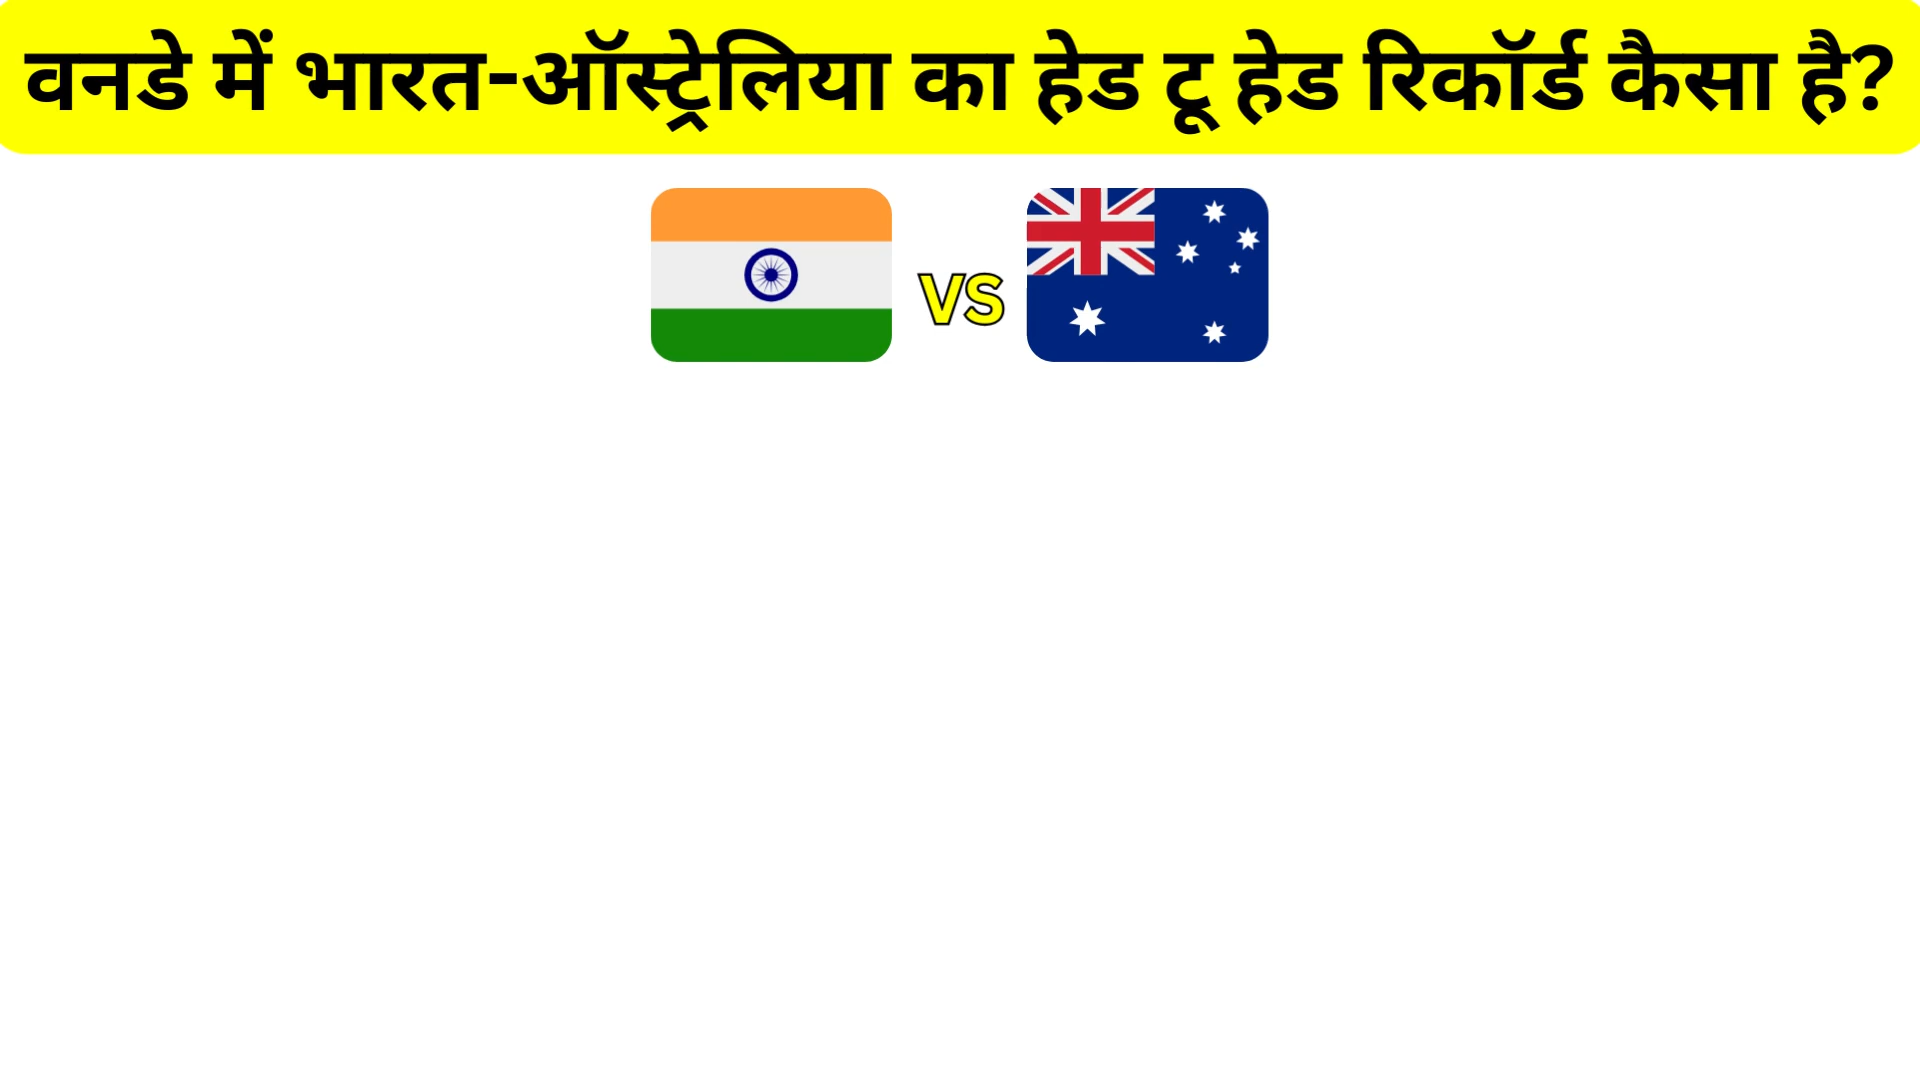 वनडे में भारत-ऑस्ट्रेलिया का हेड टू हेड रिकॉर्ड कैसा है?
VS